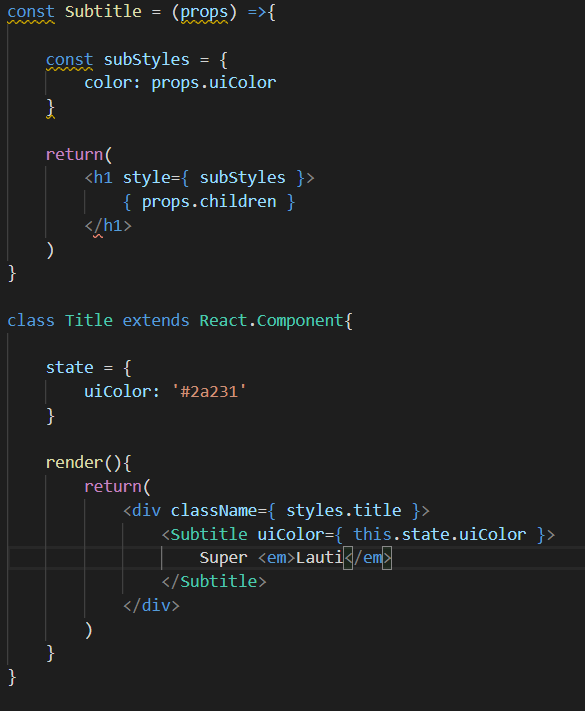 const Subtitle = (props) =>{
const subStyles = {
color: props.uiColor
}
return(
<h1 style={ subStyles }>
{ props.children }
</h1>
)
}
class Title extends React.Component{
state = {
uiColor: '#2a231'
}
render(){
return(
<div className={ styles.title }>
<Subtitle uiColor={ this.state.uiColor }>
Super <em>Lauti</em>
</Subtitle>
</div>
)
}
}